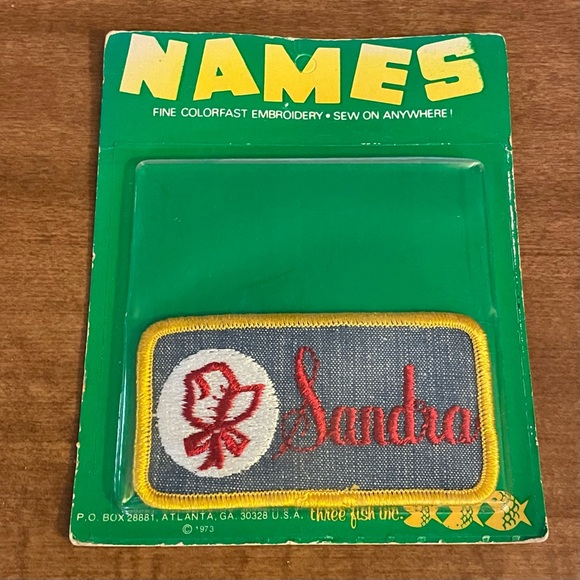 NAMES
FINE COLORFAST EMBROIDERY • SEW ON ANYWHERE!
Sandra
P.O. BOX 28881, ATLANTA, GA. 30328 U.S.A. three fish inc.
© 1973